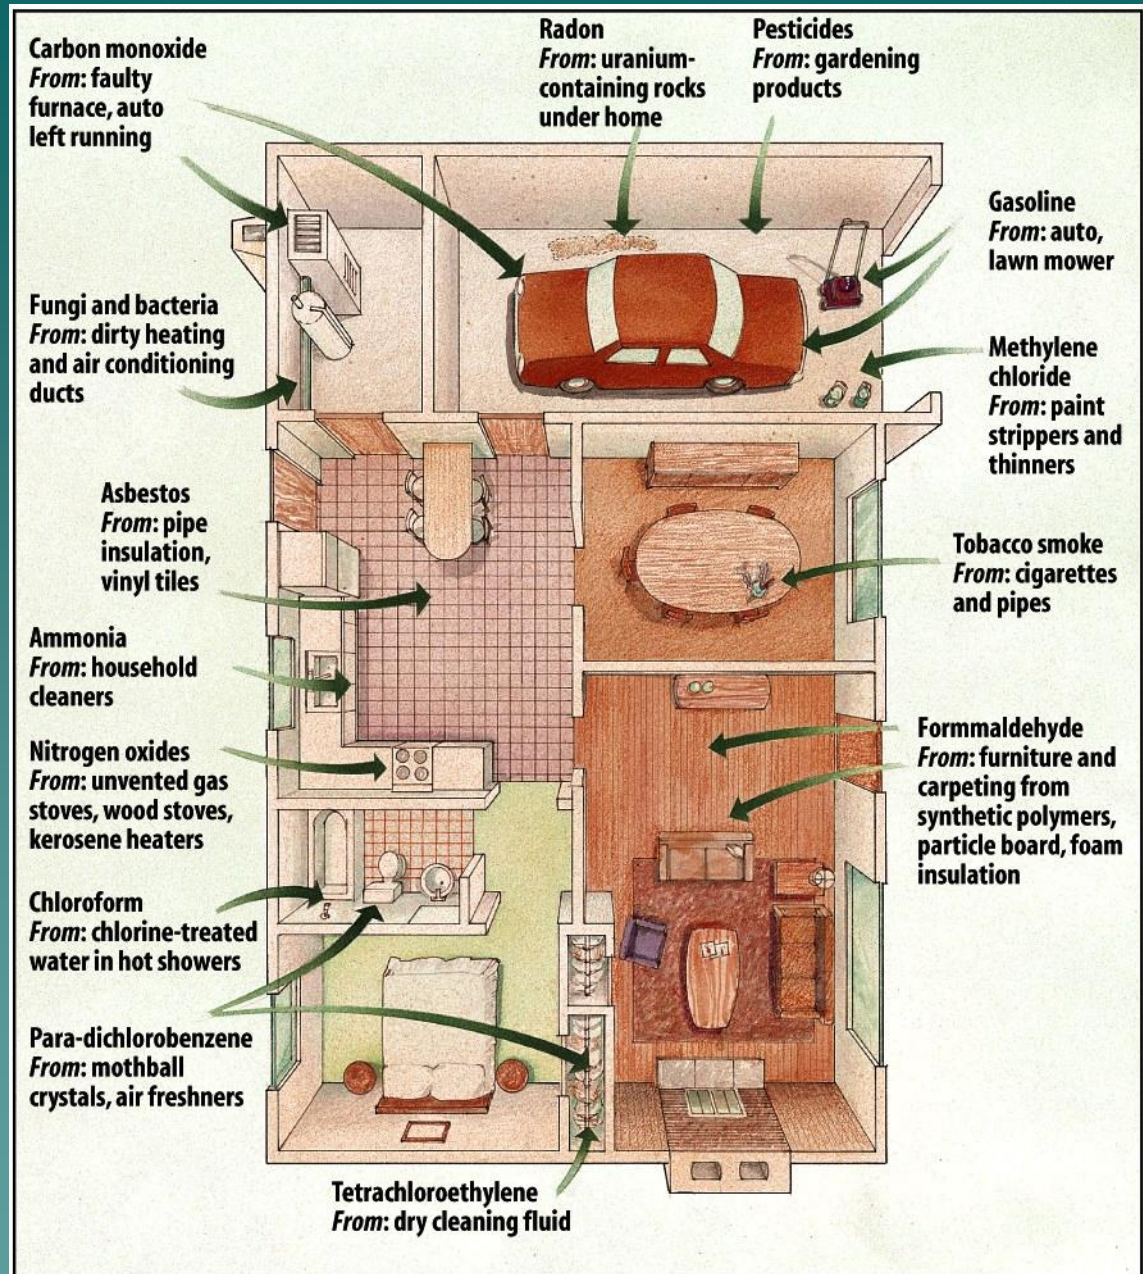 Carbon monoxide
From: faulty
furnace, auto
left running
Radon
From: uranium-
containing rocks
under home
Pesticides
From: gardening
products
Gasoline
From: auto,
lawn mower
Fungi and bacteria
From: dirty heating
and air conditioning
ducts
Methylene
chloride
From: paint
strippers and
thinners
Asbestos
From: pipe
insulation,
vinyl tiles
Tobacco smoke
From: cigarettes
and pipes
Ammonia
From: household
cleaners
Nitrogen oxides
From: unvented gas
stoves, wood stoves,
kerosene heaters
Formmaldehyde
From: furniture and
carpeting from
synthetic polymers,
particle board, foam
insulation
Chloroform
From: chlorine-treated
water in hot showers
Para-dichlorobenzene
From: mothball
crystals, air freshners
Tetrachloroethylene
From: dry cleaning fluid